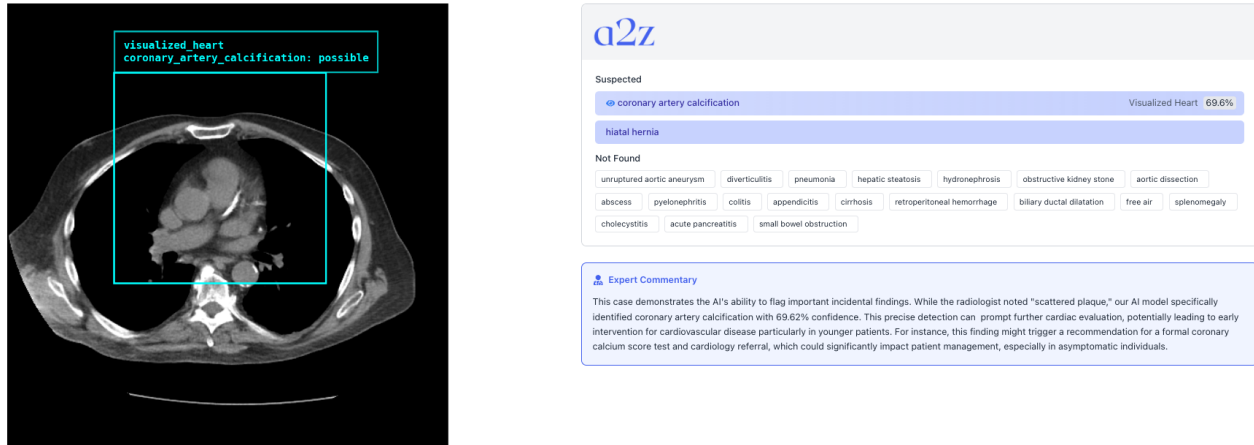 visualized_heart
coronary_artery_calcification: possible
a2z
Suspected
coronary artery calcification Visualized Heart 69.6%
hiatal hernia
Not Found
unruptured aortic aneurysm diverticulitis pneumonia hepatic steatosis hydronephrosis obstructive kidney stone aortic dissection
abscess pyelonephritis colitis appendicitis cirrhosis retroperitoneal hemorrhage biliary ductal dilatation free air splenomegaly
cholecystitis acute pancreatitis small bowel obstruction
Expert Commentary
This case demonstrates the AI's ability to flag important incidental findings. While the radiologist noted "scattered plaque," our AI model specifically
identified coronary artery calcification with 69.62% confidence. This precise detection can prompt further cardiac evaluation, potentially leading to early
intervention for cardiovascular disease particularly in younger patients. For instance, this finding might trigger a recommendation for a formal coronary
calcium score test and cardiology referral, which could significantly impact patient management, especially in asymptomatic individuals.